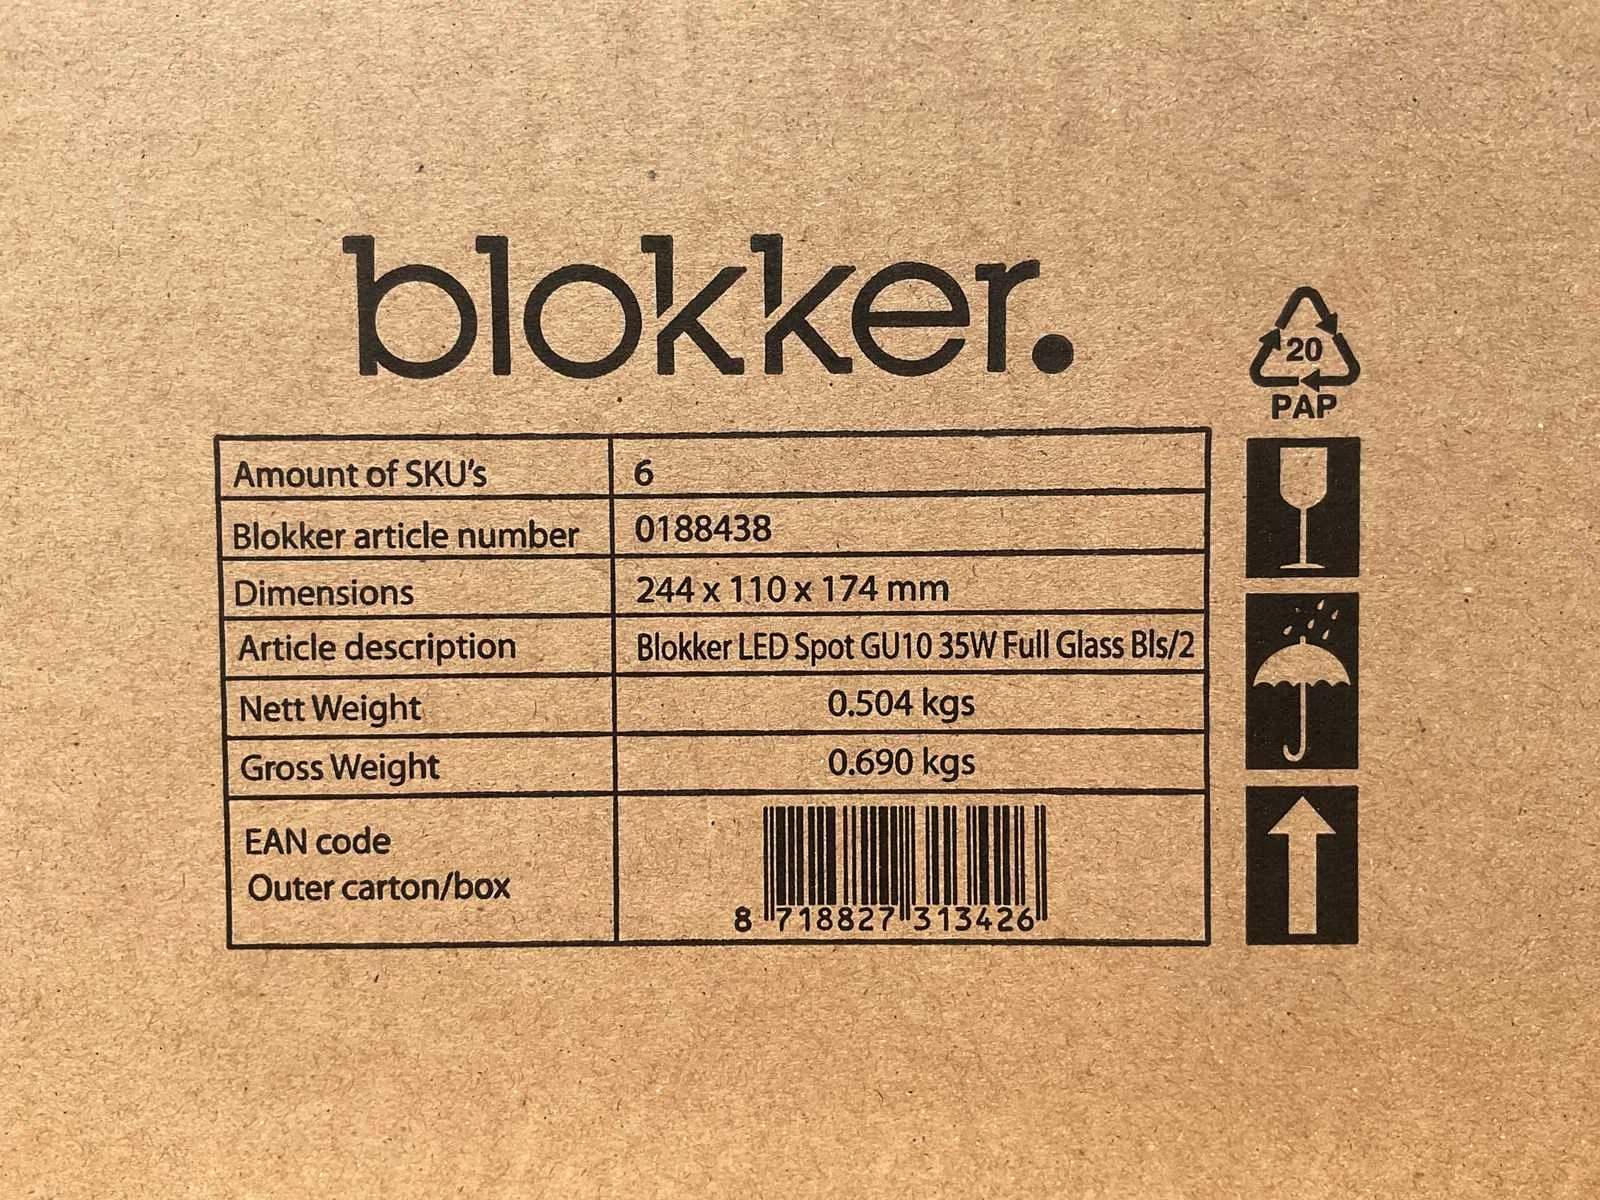 blokker.
20
PAP
Amount of SKU's 6
Blokker article number 0188438
Dimensions 244 x 110 x 174 mm
Article description Blokker LED Spot GU10 35W Full Glass Bls/2
Nett Weight 0.504 kgs
Gross Weight 0.690 kgs
EAN code
Outer carton/box
8 718827 313426